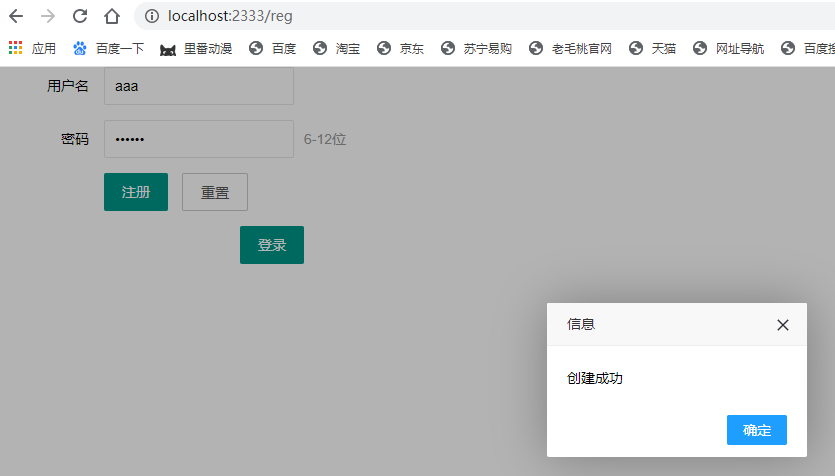 localhost:2333/reg
应用 百度一下 里番动漫 百度 淘宝 京东 苏宁易购 老毛桃官网 天猫 网址导航
用户名 aaa
密码 •••••• 6-12位
注册 重置
登录
信息
创建成功
确定